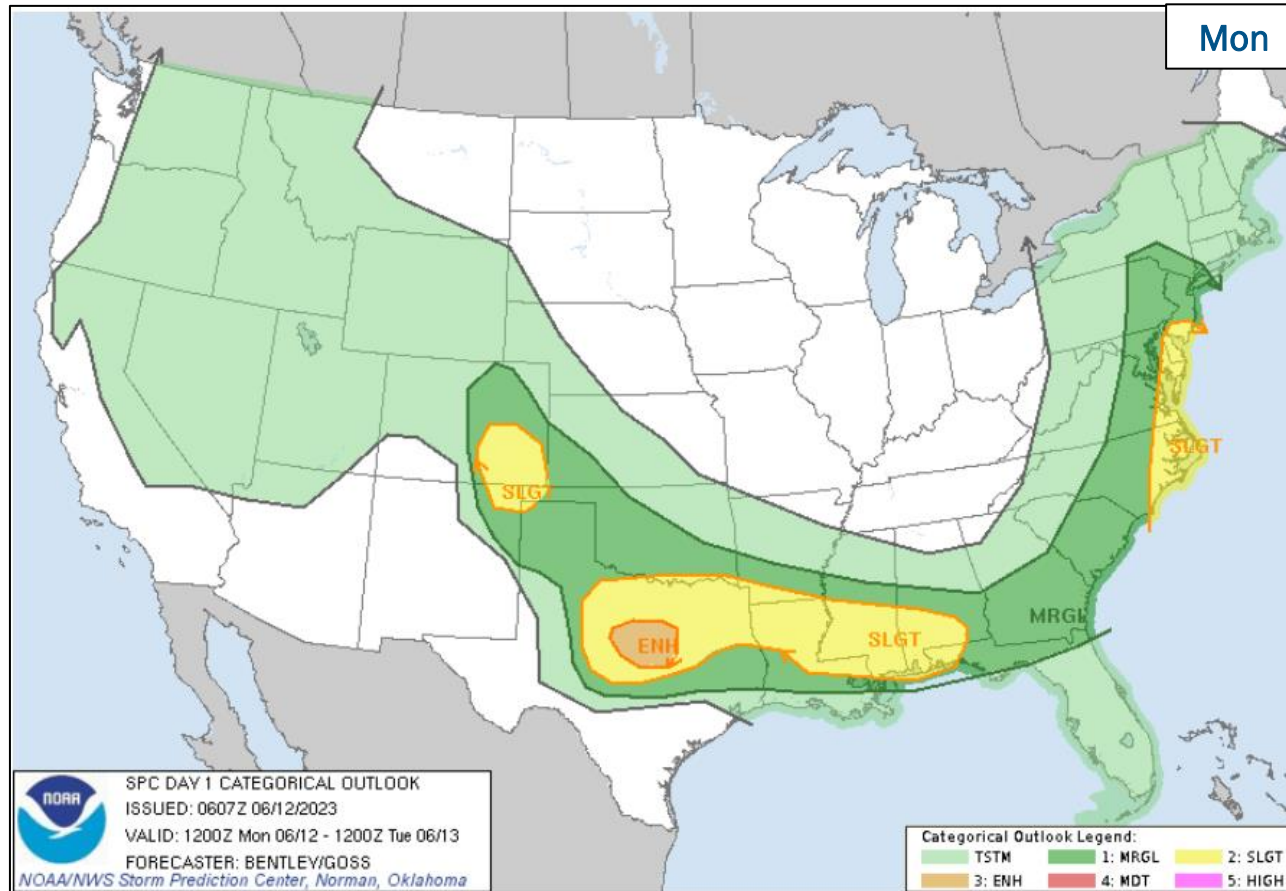 Mon
SLGT
SLG
MRGL
ENH
SLGT
SPC DAY 1 CATEGORICAL OUTLOOK
ISSUED: 0607Z 06/12/2023
VALID: 1200Z Mon 06/12 - 1200Z Tue 06/13
FORECASTER: BENTLEY/GOSS
NOAA/NWS Storm Prediction Center, Norman, Oklahoma
NOAA
Categorical Outlook Legend:
TSTM 1: MRGL 2: SLGT
3: ENH 4: MDT 5: HIGH